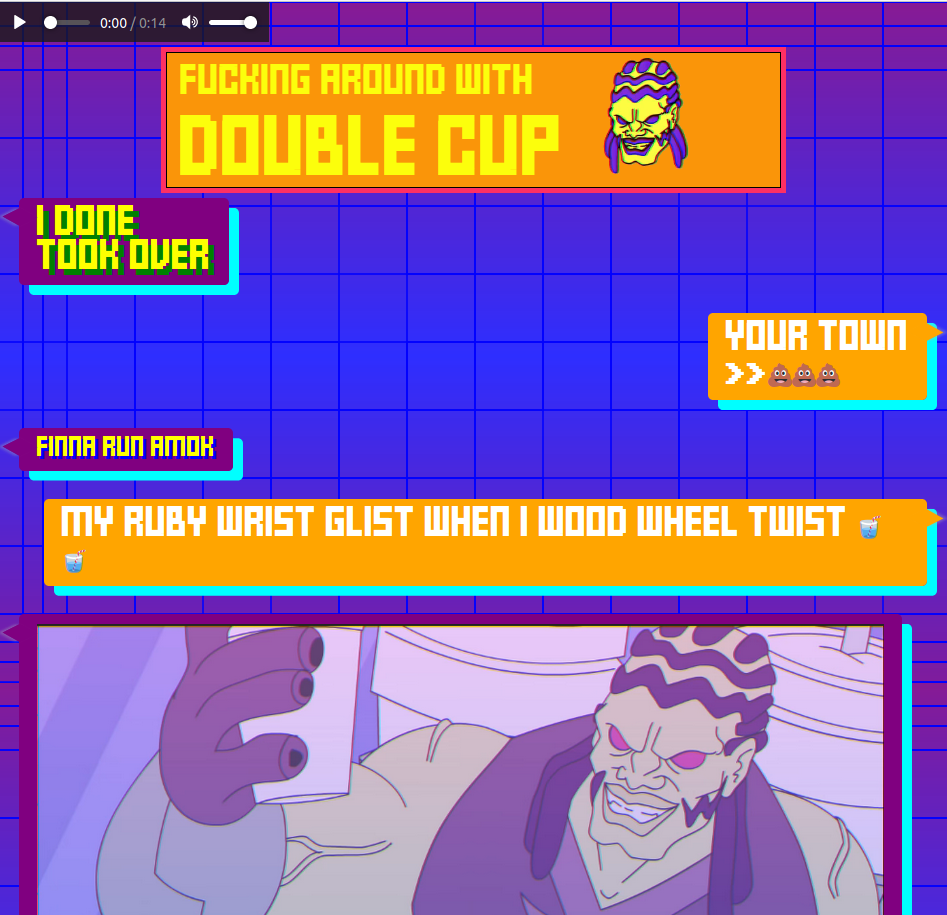 0:00 / 0:14
FUCKING AROUND WITH
DOUBLE CUP
I DONE
TOOK OVER
YOUR TOWN
>>💩💩💩
FINNA RUN AMOK
MY RUBY WRIST GLIST WHEN I WOOD WHEEL TWIST 🥤
🥤